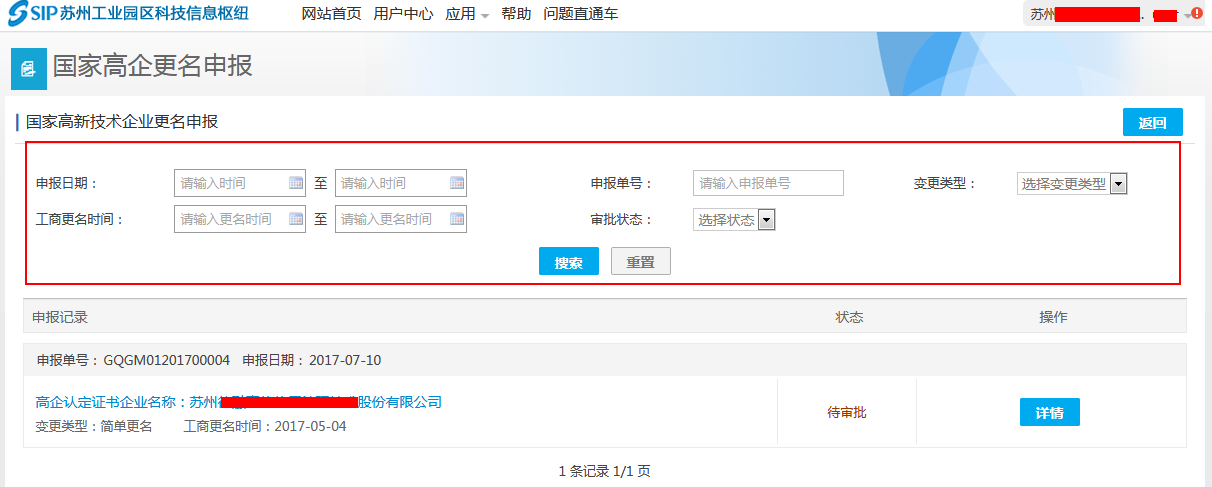 SIP苏州工业园区科技信息枢纽 网站首页 用户中心 应用 帮助 问题直通车 苏州
国家高企更名申报
国家高新技术企业更名申报 返回
申报日期： 请输入时间 至 请输入时间 申报单号： 请输入申报单号 变更类型： 选择变更类型
工商更名时间： 请输入更名时间 至 请输入更名时间 审批状态： 选择状态
搜索 重置
申报记录 状态 操作
申报单号：GQGM01201700004 申报日期：2017-07-10
高企认定证书企业名称：苏州 股份有限公司
变更类型：简单更名 工商更名时间：2017-05-04
待审批 详情
1 条记录 1/1 页